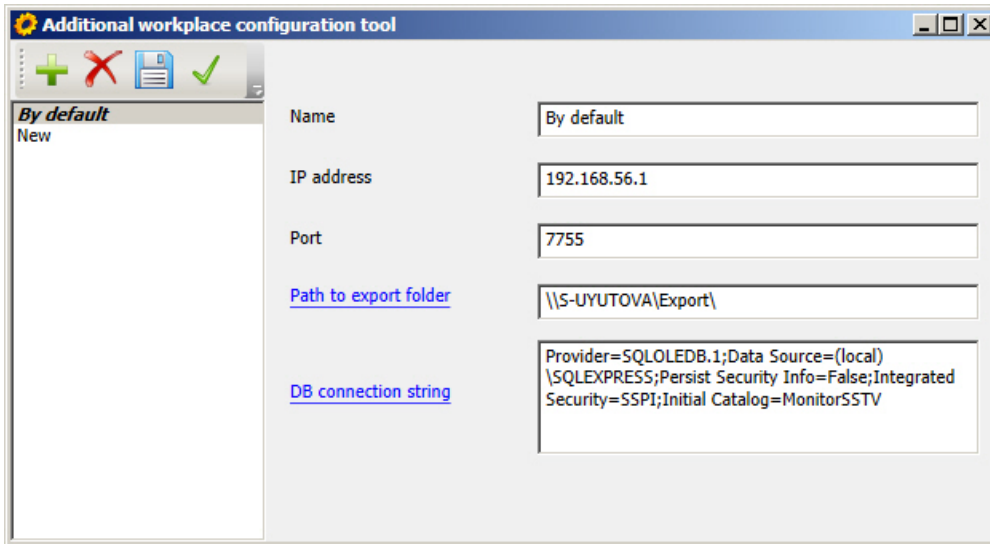 Additional workplace configuration tool
By default
New
Name
By default
IP address
192.168.56.1
Port
7755
Path to export folder
\\S-UYUTOVA\Export\
DB connection string
Provider=SQLOLEDB.1;Data Source=(local)
\SQLEXPRESS;Persist Security Info=False;Integrated
Security=SSPI;Initial Catalog=MonitorSSTV